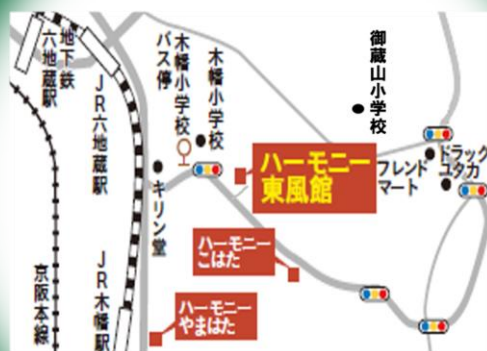 地下鉄
六地蔵駅
JR六地蔵駅
木幡小学校
バス停
木幡小学校
御蔵山小学校
ハーモニー
東風館
フレンド
マート
ドラック
ユタカ
キリン堂
ハーモニー
こはた
ハーモニー
やまはた
京阪本線
JR木幡駅